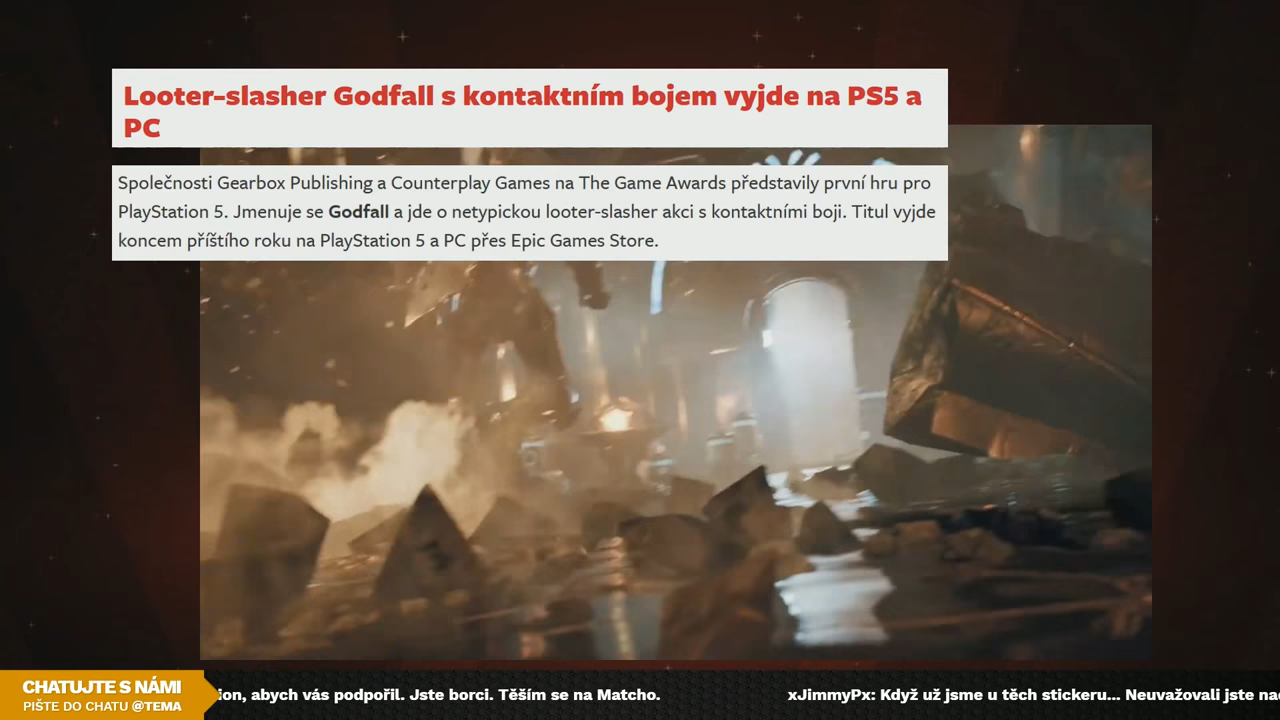 Looter-slasher Godfall s kontaktním bojem vyjde na PS5 a
PC
Společnosti Gearbox Publishing a Counterplay Games na The Game Awards představily první hru pro
PlayStation 5. Jmenuje se Godfall a jde o netypickou looter-slasher akci s kontaktními boji. Titul vyjde
koncem příštího roku na PlayStation 5 a PC přes Epic Games Store.
CHATUJTE S NÁMI
PIŠTE DO CHATU @TEMA
ion, abych vás podpořil. Jste borci. Těším se na Matcho.
xJimmyPx: Když už jsme u těch stickeru... Neuvažovali jste